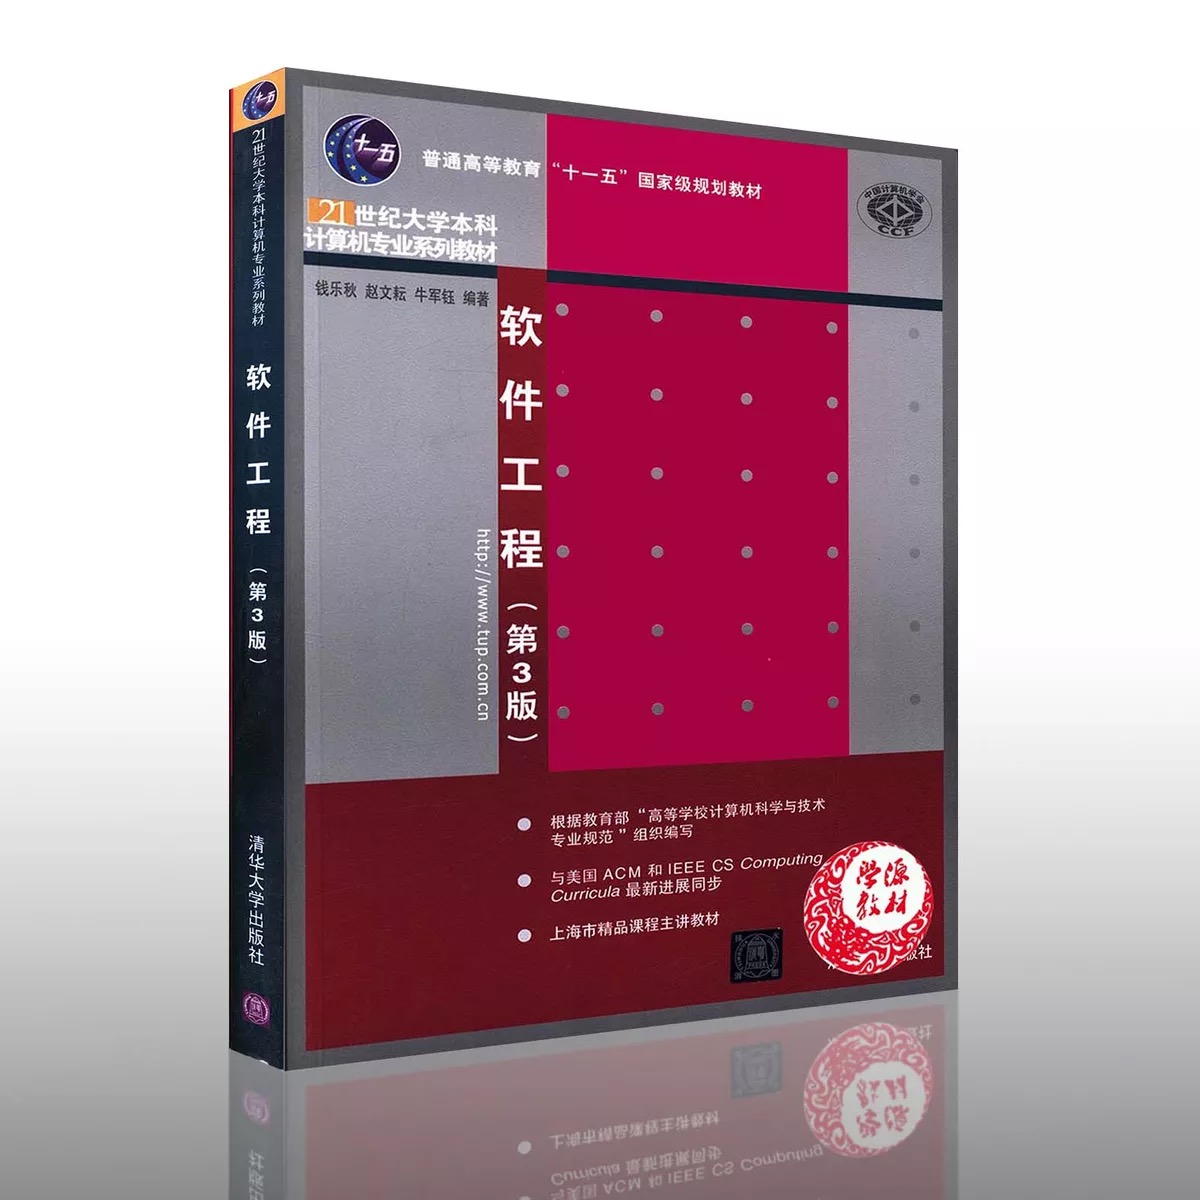 十一五
21世纪大学本科计算机专业系列教材
软件工程
（第3版）
清华大学出版社
十一五
普通高等教育“十一五”国家级规划教材
中国计算机学会
CCF
21世纪大学本科
计算机专业系列教材
钱乐秋 赵文耘 牛军钰 编著
软件工程
（第3版）
http://www.tup.com.cn
根据教育部“高等学校计算机科学与技术
专业规范”组织编写
与美国 ACM 和 IEEE CS Computing
Curricula 最新进展同步
上海市精品课程主讲教材
学源
教材
版社